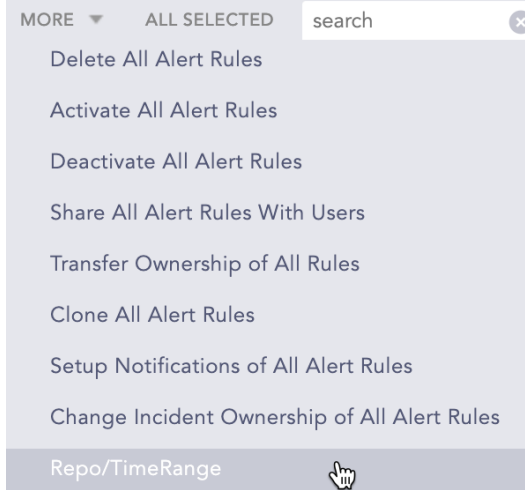 MORE ALL SELECTED search
Delete All Alert Rules
Activate All Alert Rules
Deactivate All Alert Rules
Share All Alert Rules With Users
Transfer Ownership of All Rules
Clone All Alert Rules
Setup Notifications of All Alert Rules
Change Incident Ownership of All Alert Rules
Repo/TimeRange